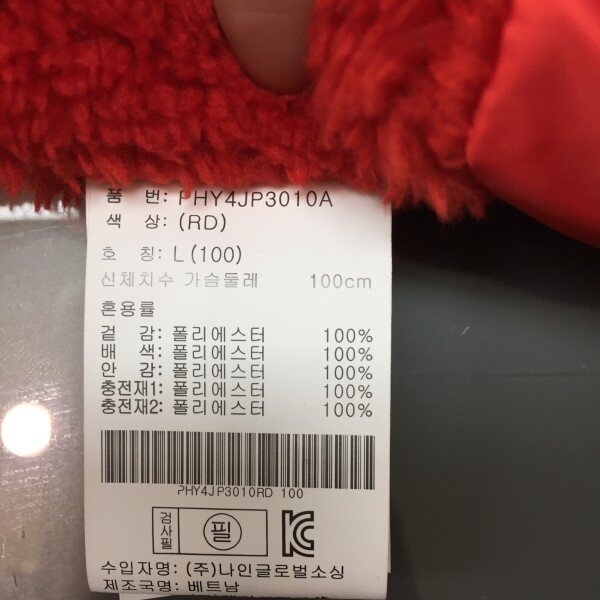 품 번: PHY4JP3010A
색 상: (RD)
호 칭: L (100)
신체치수 가슴둘레 100cm
혼용률
겉 감: 폴리에스터 100%
배 색: 폴리에스터 100%
안 감: 폴리에스터 100%
충전재1: 폴리에스터 100%
충전재2: 폴리에스터 100%
PHY4JP3010RD 100
검사필 필 KC
수입자명: (주)나인글로벌소싱
제조국명: 베트남